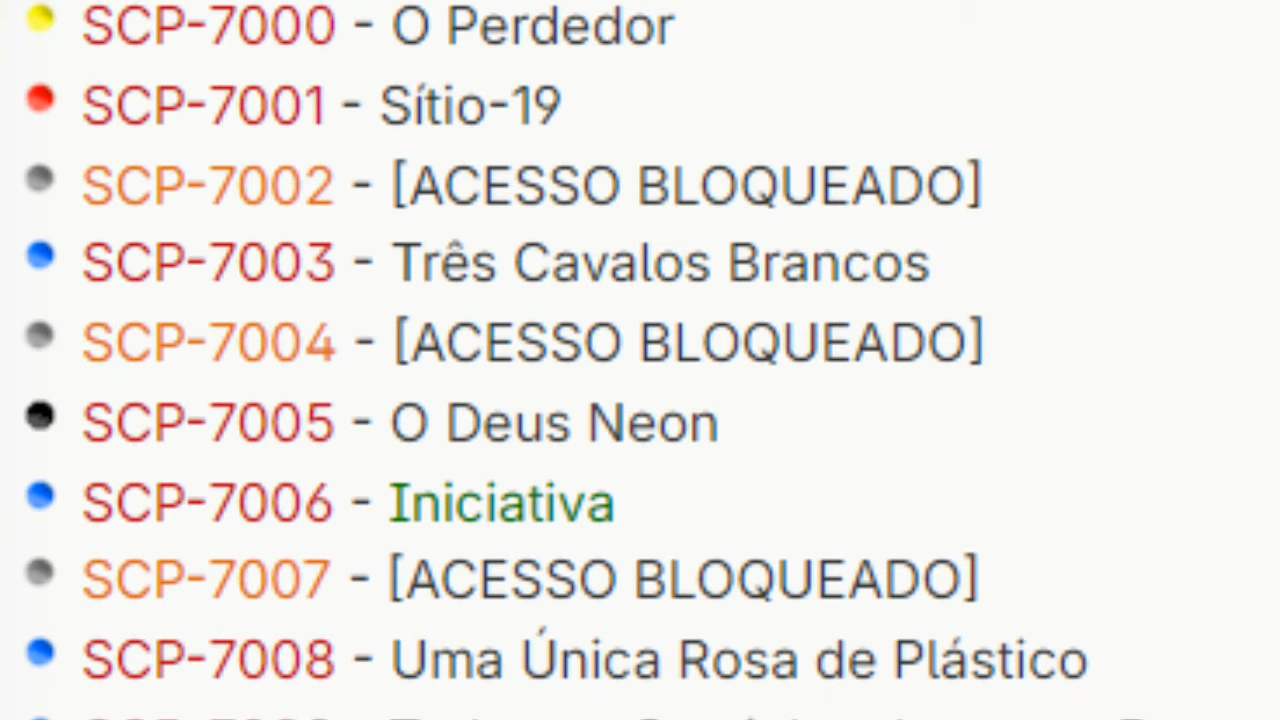 SCP-7000 - O Perdedor
SCP-7001 - Sítio-19
SCP-7002 - [ACESSO BLOQUEADO]
SCP-7003 - Três Cavalos Brancos
SCP-7004 - [ACESSO BLOQUEADO]
SCP-7005 - O Deus Neon
SCP-7006 - Iniciativa
SCP-7007 - [ACESSO BLOQUEADO]
SCP-7008 - Uma Única Rosa de Plástico